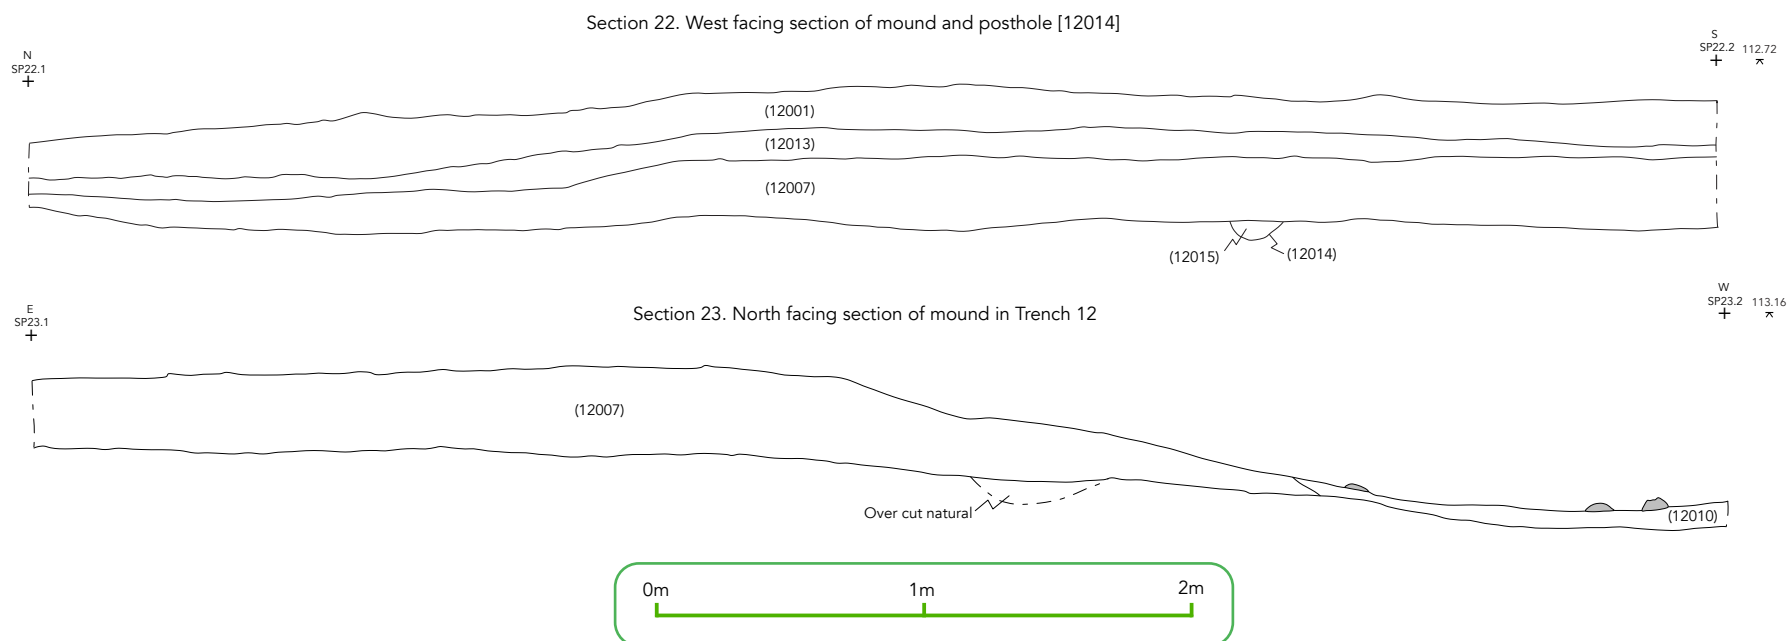 Section 22. West facing section of mound and posthole [12014]
N
SP22.1
S
SP22.2 112.72
(12001)
(12013)
(12007)
(12015)
(12014)
Section 23. North facing section of mound in Trench 12
E
SP23.1
W
SP23.2 113.16
(12007)
Over cut natural
(12010)
0m 1m 2m